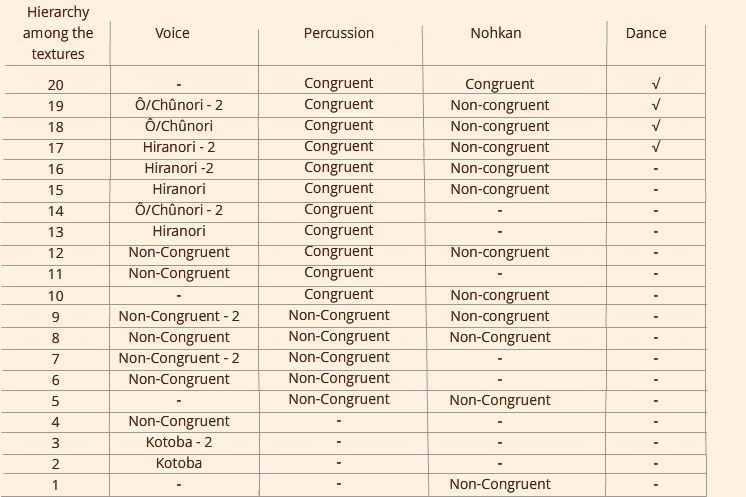 Hierarchy
among the
textures
Voice
Percussion
Nohkan
Dance
20 - Congruent Congruent √
19 Ô/Chûnori - 2 Congruent Non-congruent √
18 Ô/Chûnori Congruent Non-congruent √
17 Hiranori - 2 Congruent Non-congruent √
16 Hiranori -2 Congruent Non-congruent -
15 Hiranori Congruent Non-congruent -
14 Ô/Chûnori - 2 Congruent - -
13 Hiranori Congruent - -
12 Non-Congruent Congruent Non-congruent -
11 Non-Congruent Congruent - -
10 - Congruent Non-congruent -
9 Non-Congruent - 2 Non-Congruent Non-congruent -
8 Non-Congruent Non-Congruent Non-Congruent -
7 Non-Congruent - 2 Non-Congruent - -
6 Non-Congruent Non-Congruent - -
5 - Non-Congruent Non-Congruent -
4 Non-Congruent - - -
3 Kotoba - 2 - - -
2 Kotoba - - -
1 - - Non-Congruent -